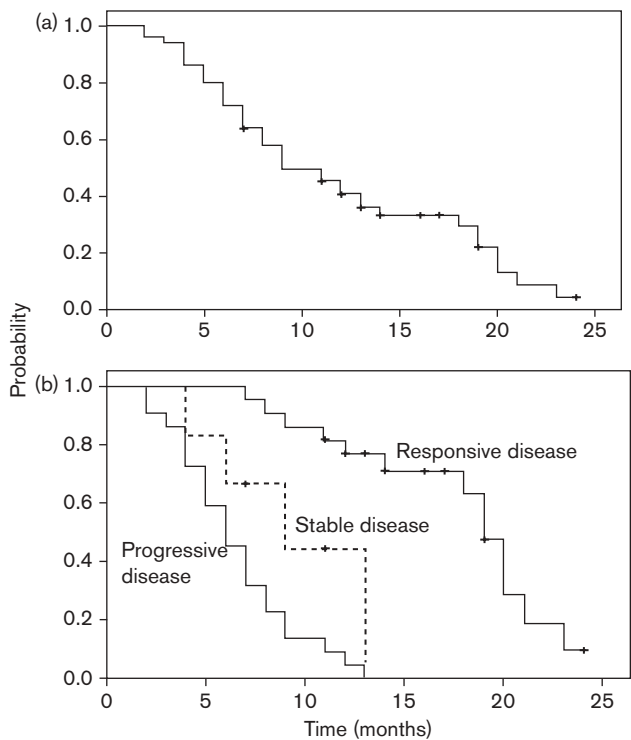 (a)
1.0
0.8
0.6
0.4
0.2
0.0
0 5 10 15 20 25
Probability
(b)
1.0
0.8
0.6
0.4
0.2
0.0
Responsive disease
Stable disease
Progressive
disease
0 5 10 15 20 25
Time (months)